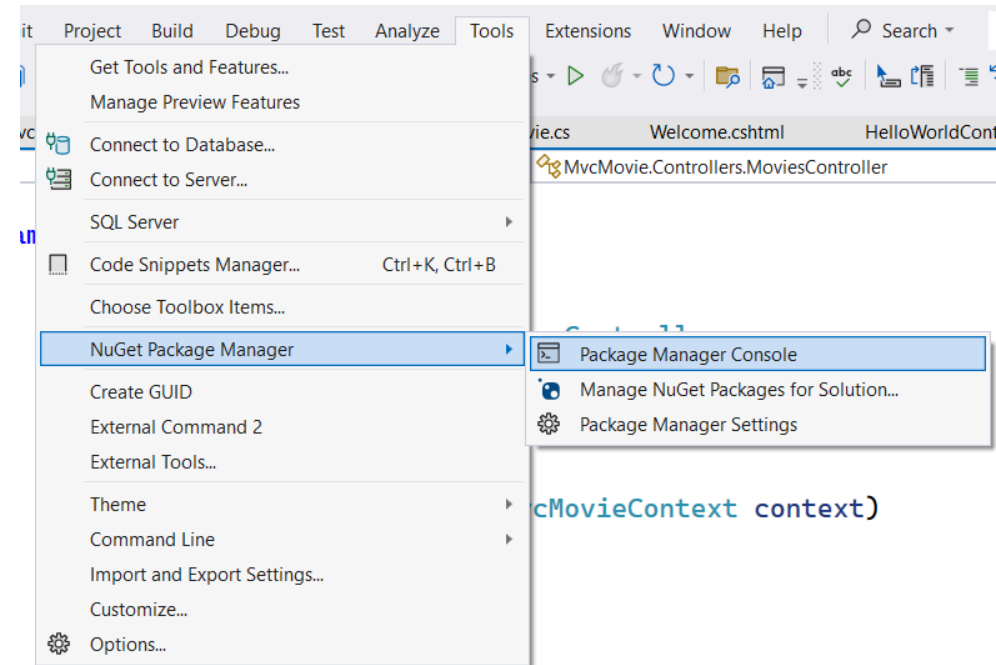 it Project Build Debug Test Analyze Tools Extensions Window Help Search
Get Tools and Features...
Manage Preview Features
Connect to Database...
Connect to Server...
SQL Server
Code Snippets Manager... Ctrl+K, Ctrl+B
Choose Toolbox Items...
NuGet Package Manager
Create GUID
External Command 2
External Tools...
Theme
Command Line
Import and Export Settings...
Customize...
Options...
Package Manager Console
Manage NuGet Packages for Solution...
Package Manager Settings
abc
vie.cs Welcome.cshtml HelloWorldCont
MvcMovie.Controllers.MoviesController
cMovieContext context)